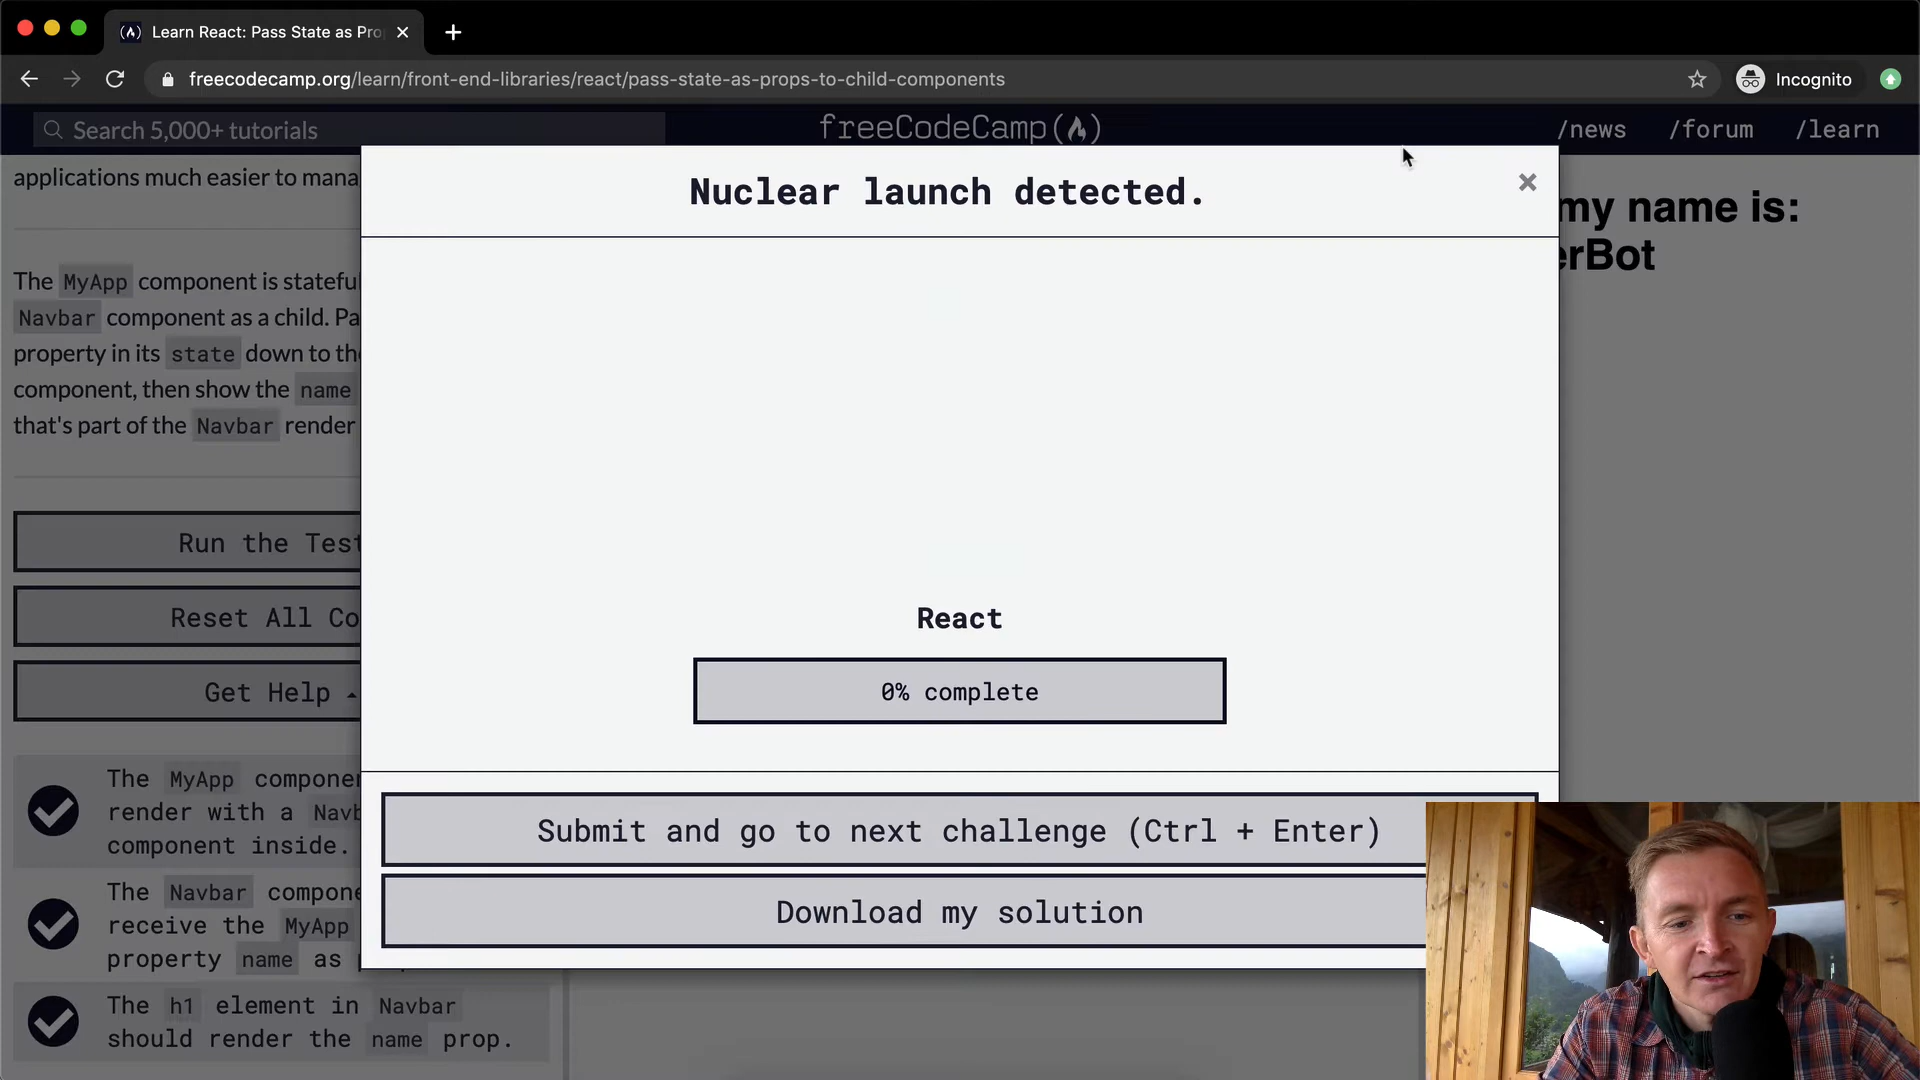 Learn React: Pass State as Pro
freecodecamp.org/learn/front-end-libraries/react/pass-state-as-props-to-child-components
Incognito
Search 5,000+ tutorials
freeCodeCamp
/news
/forum
/learn
applications much easier to mana
The MyApp component is stateful
Navbar component as a child. Pa
property in its state down to the
component, then show the name
that's part of the Navbar render
Run the Test
Reset All Co
Get Help
The MyApp componen
render with a Navb
component inside.
The Navbar compone
receive the MyApp
property name as p
The h1 element in Navbar
should render the name prop.
Nuclear launch detected.
×
React
0% complete
Submit and go to next challenge (Ctrl + Enter)
Download my solution
my name is:
erBot